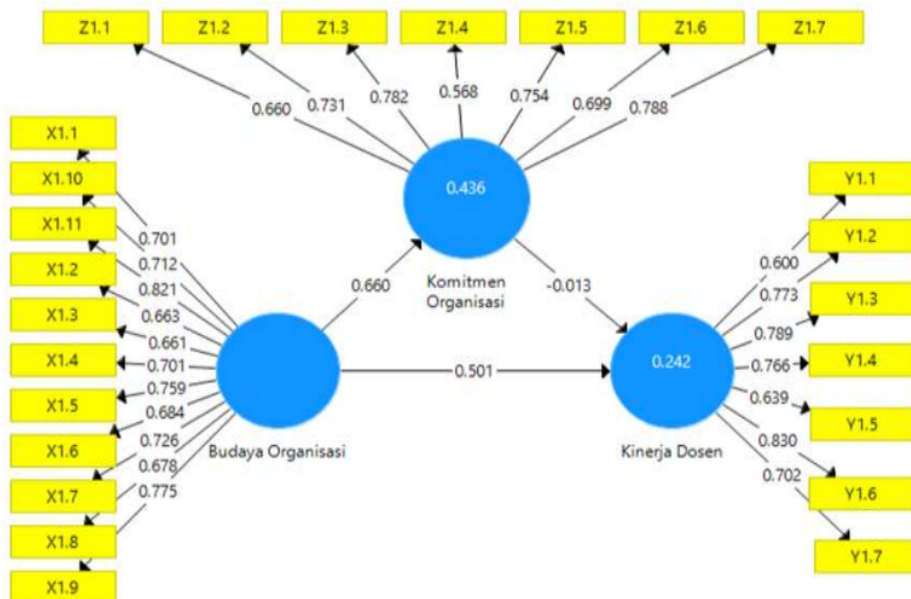 Z1.1
Z1.2
Z1.3
Z1.4
Z1.5
Z1.6
Z1.7
0.660
0.731
0.782
0.568
0.754
0.699
0.788
X1.1
X1.10
X1.11
X1.2
X1.3
X1.4
X1.5
X1.6
X1.7
X1.8
X1.9
0.701
0.712
0.821
0.663
0.661
0.701
0.759
0.684
0.726
0.678
0.775
0.436
Komitmen
Organisasi
0.660
-0.013
Budaya Organisasi
0.501
0.242
Kinerja Dosen
0.600
0.773
0.789
0.766
0.639
0.830
0.702
Y1.1
Y1.2
Y1.3
Y1.4
Y1.5
Y1.6
Y1.7